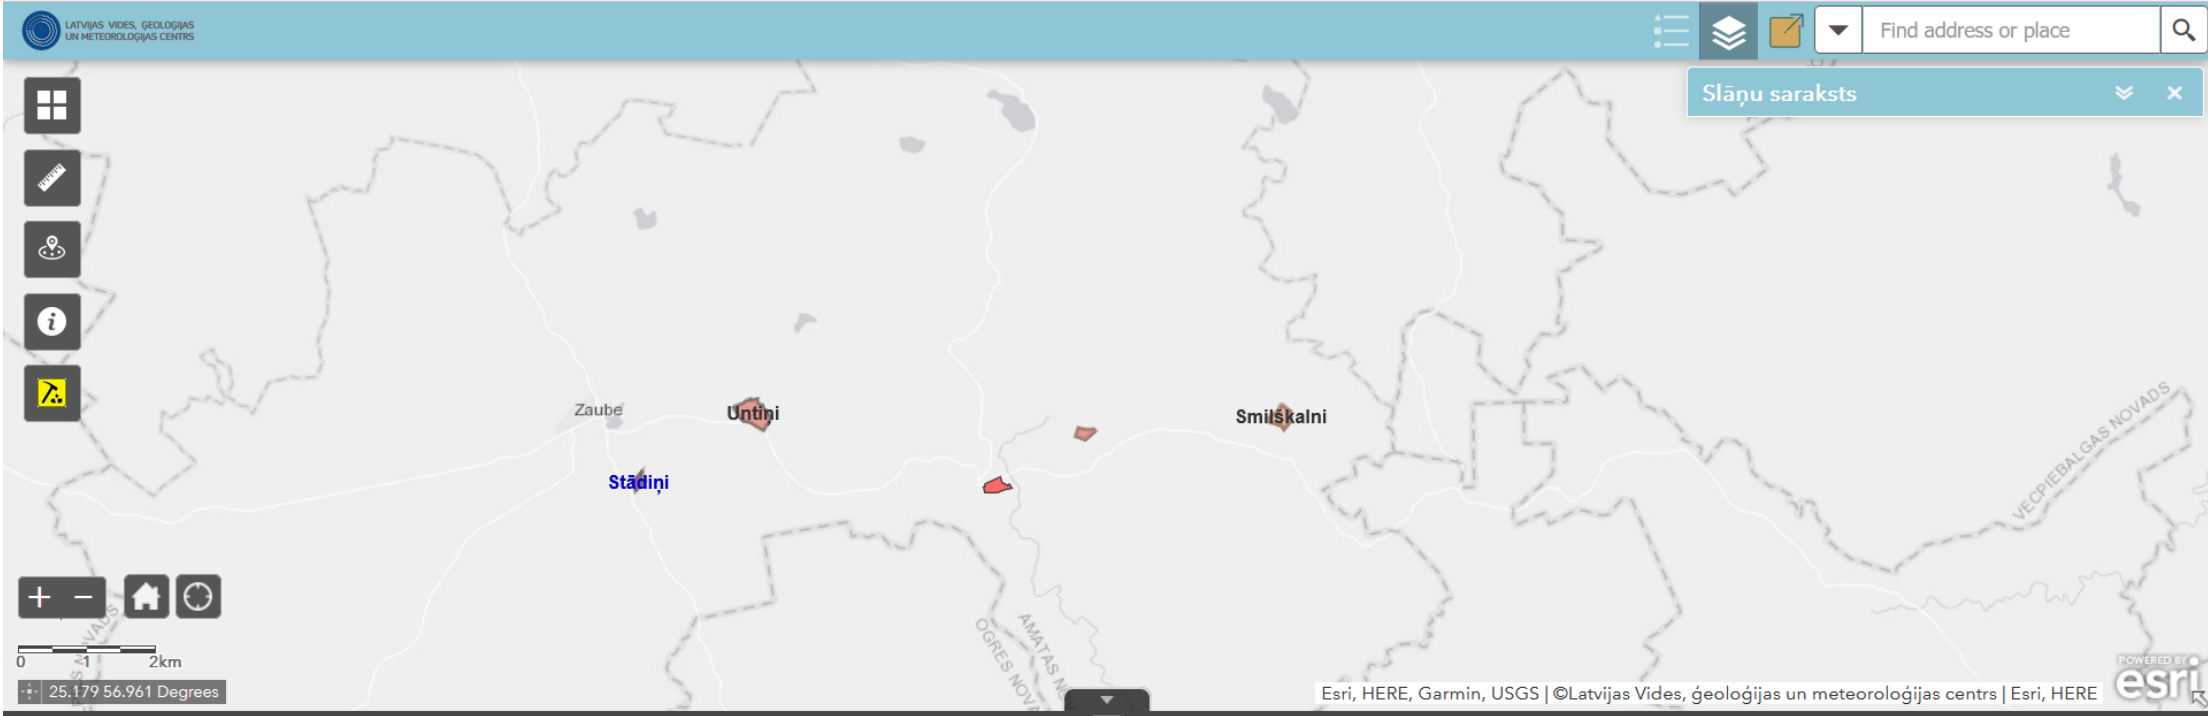 LATVIJAS VIDES, ĢEOLOĢIJAS
UN METEOROLOĢIJAS CENTRS
Find address or place
Slāņu saraksts
Zaube
Untiņi
Smilškalni
Stādiņi
VECPIEBALGAS NOVADS
OGRES NOVA
AMATAS NO
S NOVADS
0 1 2km
25.179 56.961 Degrees
Esri, HERE, Garmin, USGS | ©Latvijas Vides, ģeoloģijas un meteoroloģijas centrs | Esri, HERE
POWERED BY
esri